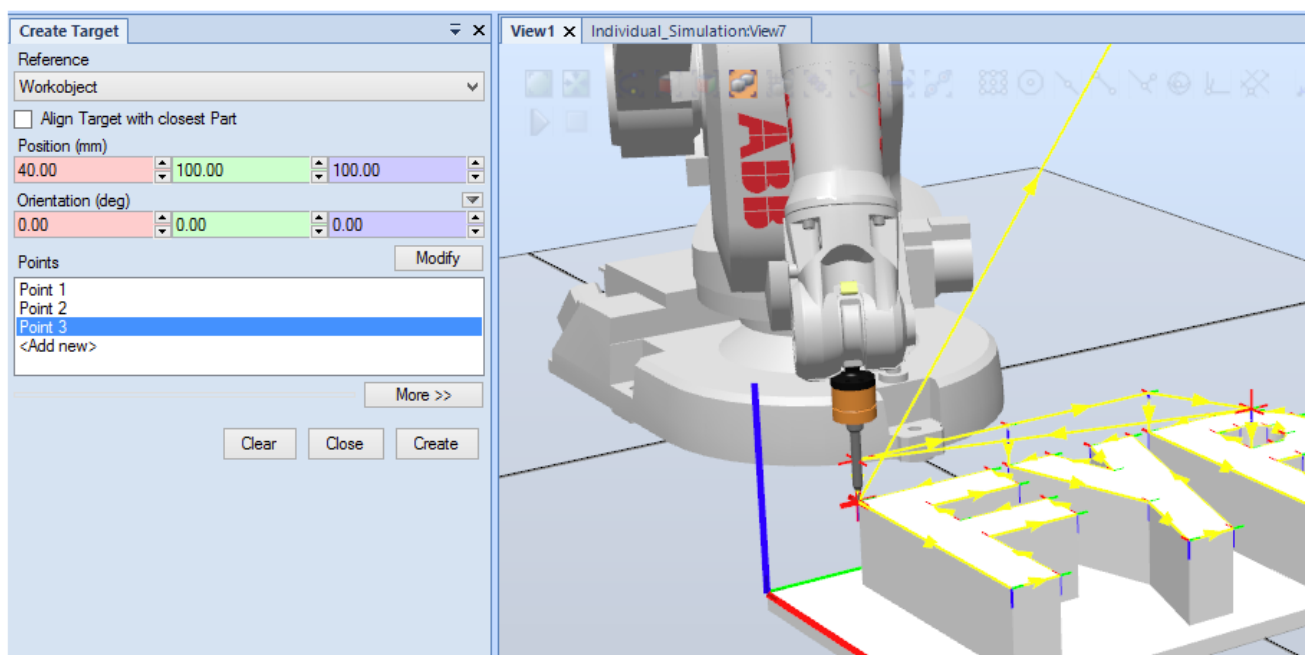 Create Target
Reference
Workobject
Align Target with closest Part
Position (mm)
40.00 100.00 100.00
Orientation (deg)
0.00 0.00 0.00
Points
Modify
Point 1
Point 2
Point 3
<Add new>
More >>
Clear Close Create
View1 Individual_Simulation:View7
ABB
ABB